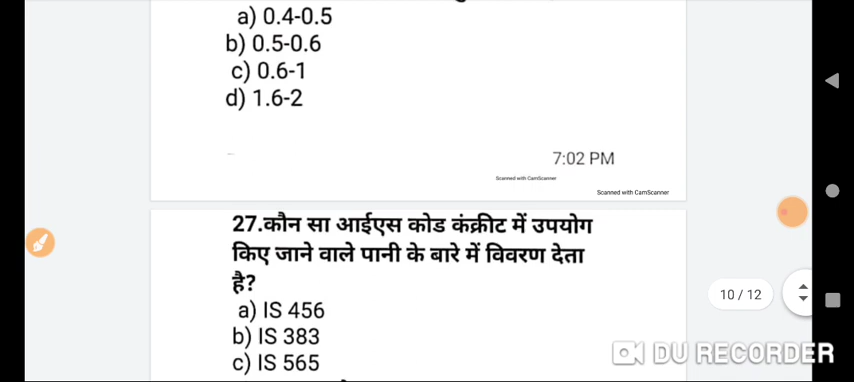 a) 0.4-0.5
b) 0.5-0.6
c) 0.6-1
d) 1.6-2
7:02 PM
Scanned with CamScanner
Scanned with CamScanner
27.कौन सा आईएस कोड कंक्रीट में उपयोग
किए जाने वाले पानी के बारे में विवरण देता
है?
a) IS 456
b) IS 383
c) IS 565
10 / 12
DU RECORDER